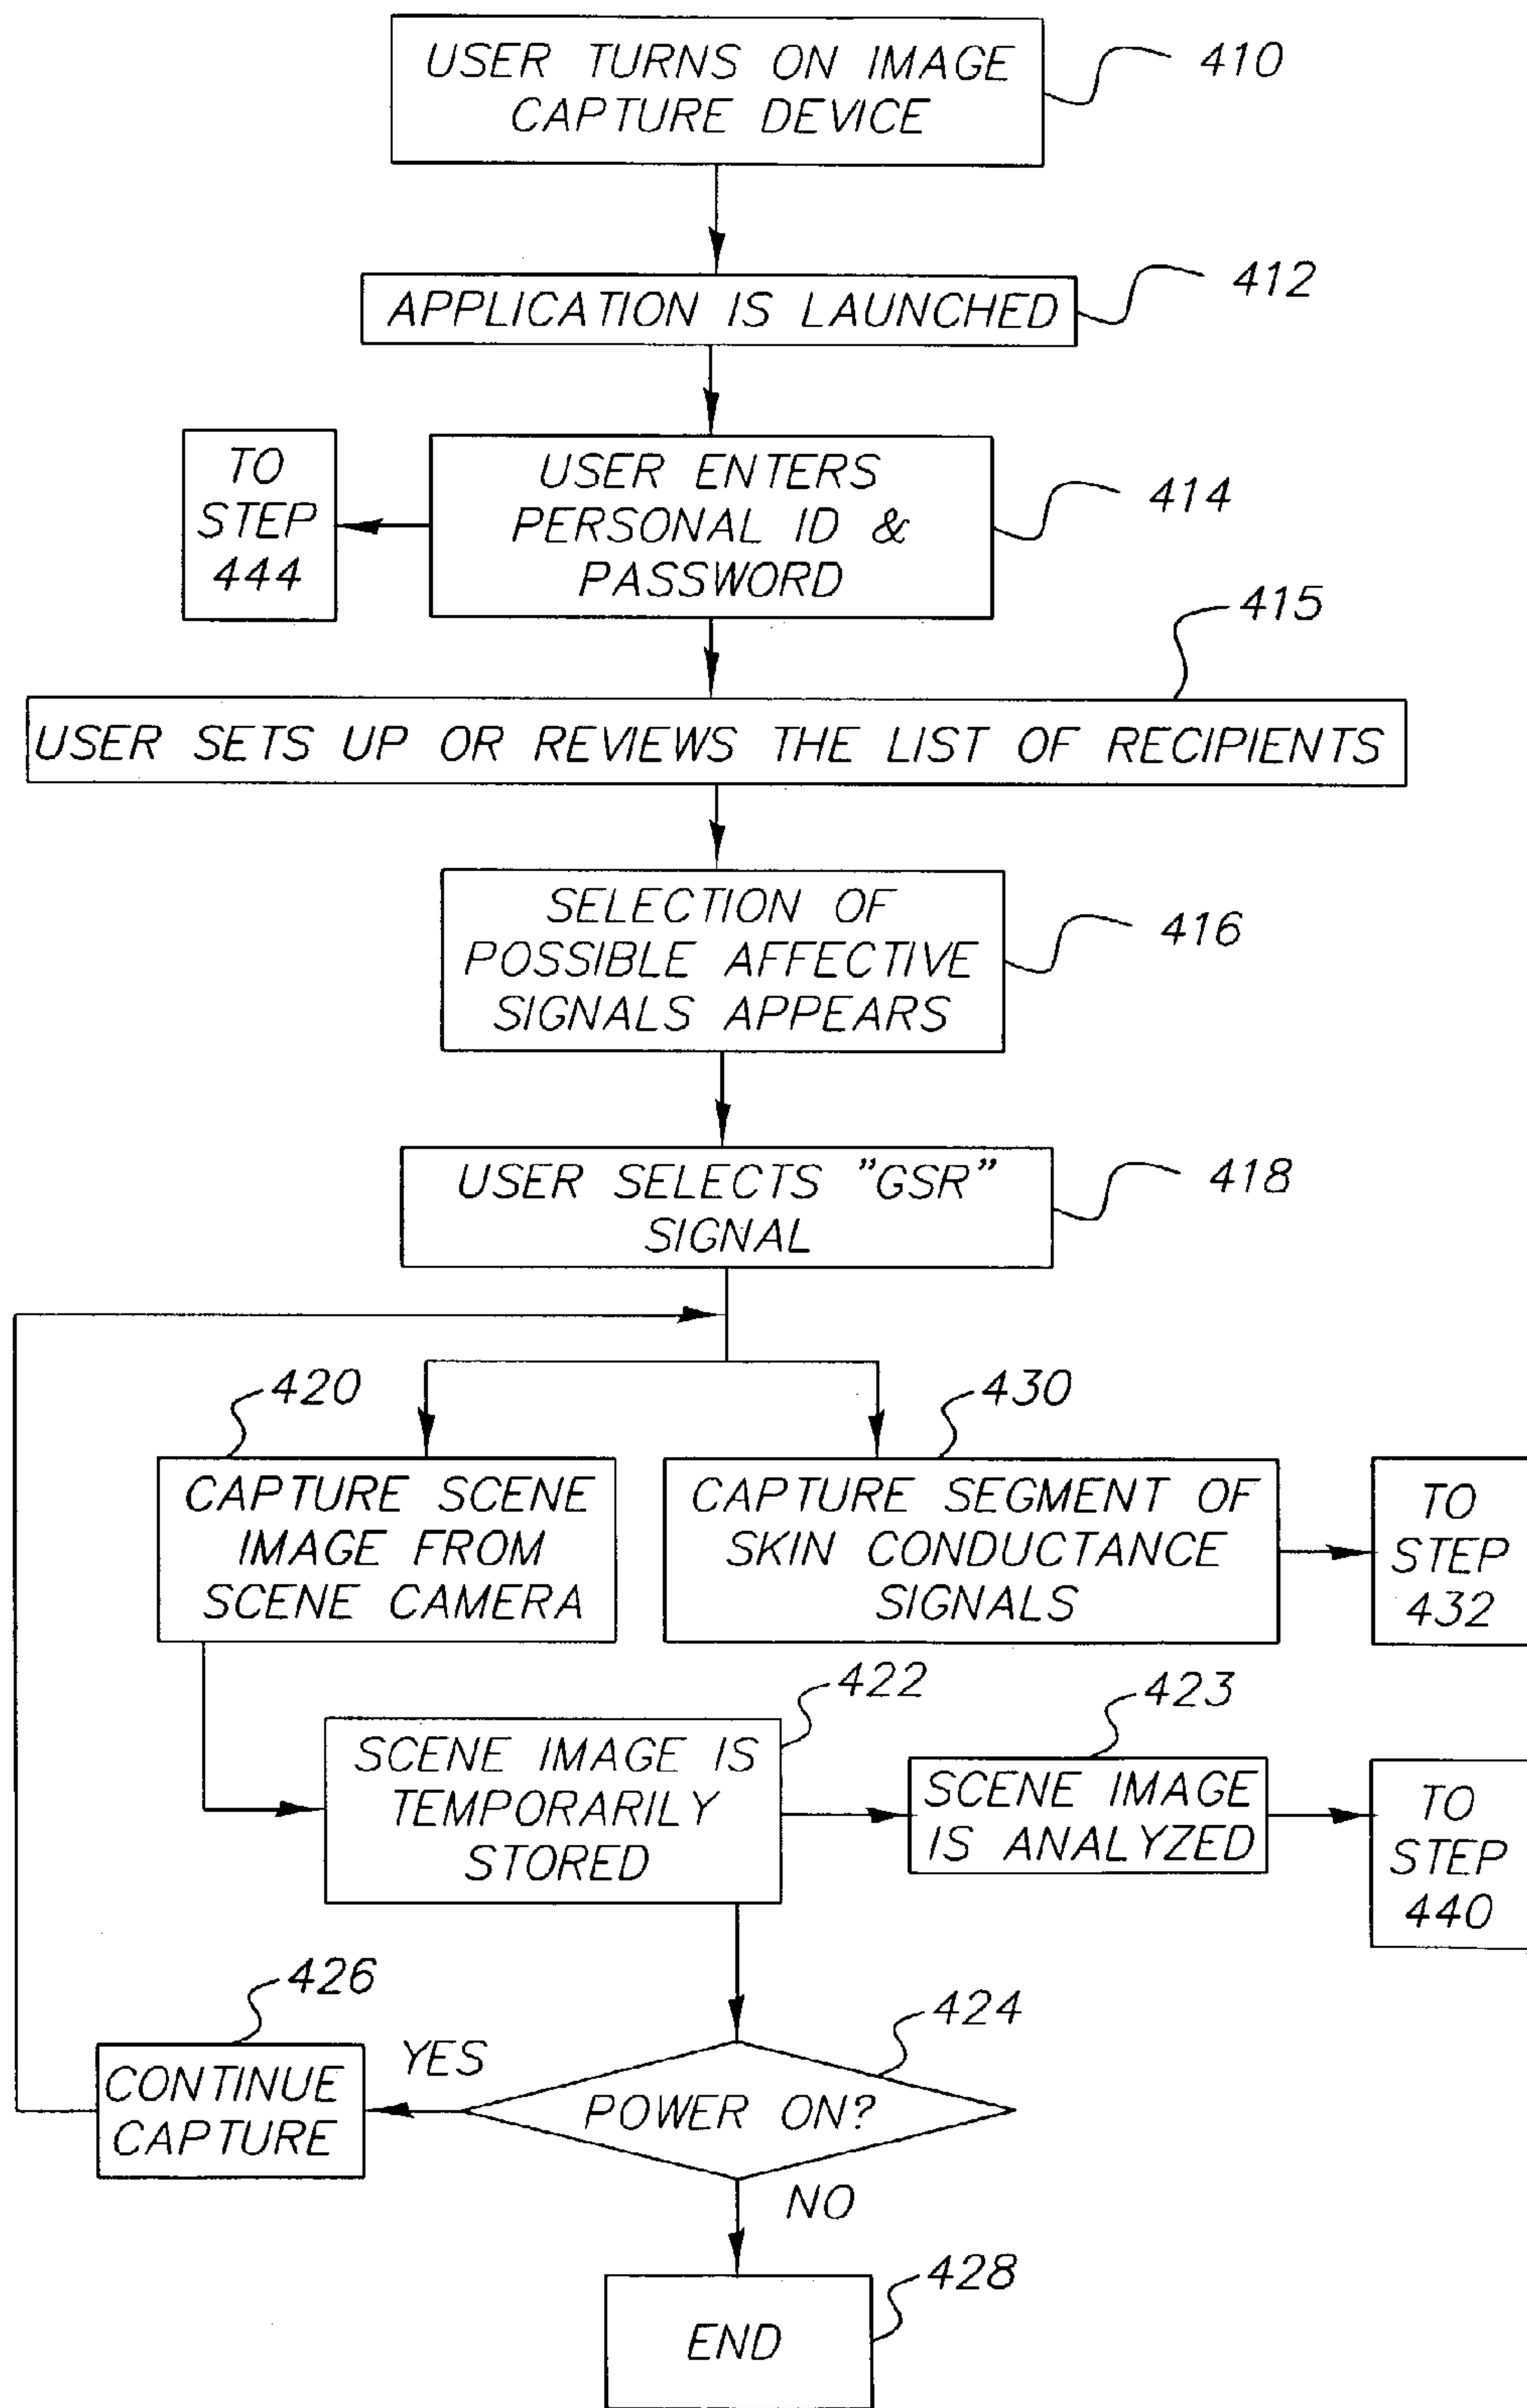 USER TURNS ON IMAGE
CAPTURE DEVICE
410
APPLICATION IS LAUNCHED
412
TO
STEP
444
USER ENTERS
PERSONAL ID &
PASSWORD
414
415
USER SETS UP OR REVIEWS THE LIST OF RECIPIENTS
SELECTION OF
POSSIBLE AFFECTIVE
SIGNALS APPEARS
416
USER SELECTS "GSR"
SIGNAL
418
420
CAPTURE SCENE
IMAGE FROM
SCENE CAMERA
430
CAPTURE SEGMENT OF
SKIN CONDUCTANCE
SIGNALS
TO
STEP
432
422
SCENE IMAGE IS
TEMPORARILY
STORED
423
SCENE IMAGE
IS ANALYZED
TO
STEP
440
426
CONTINUE
CAPTURE
YES
424
POWER ON?
NO
428
END